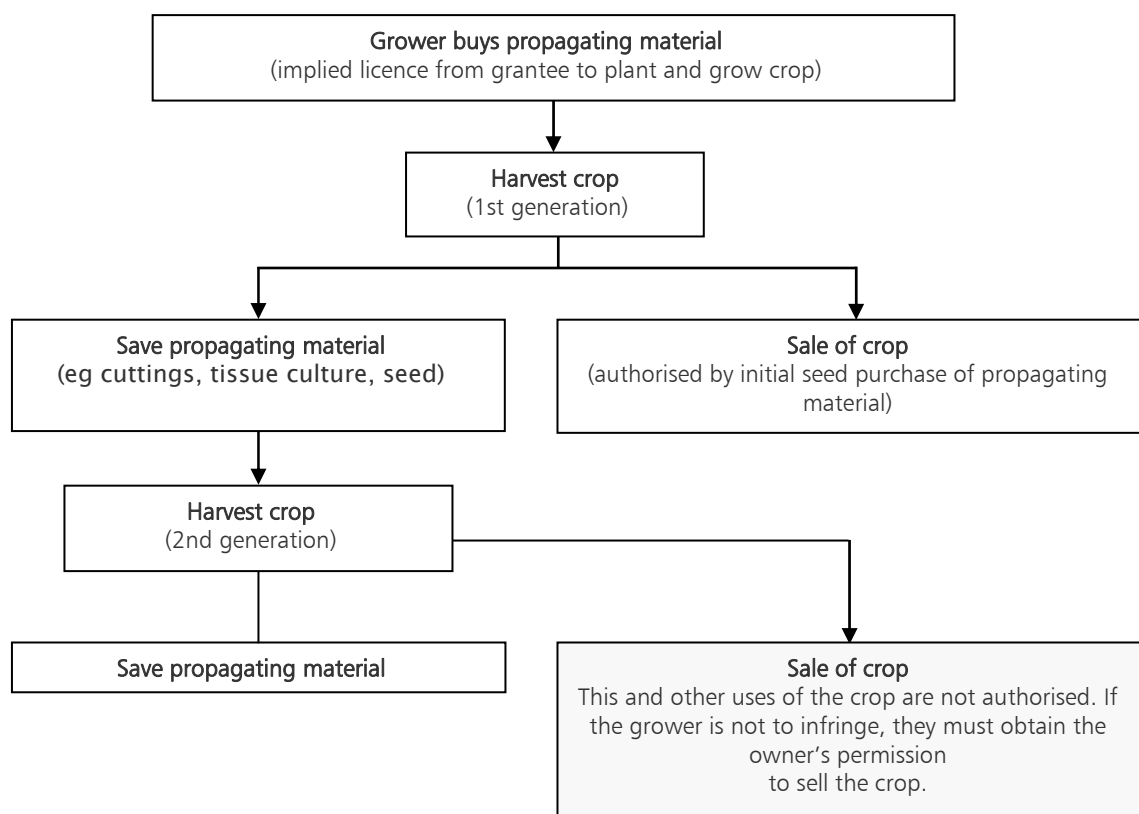 Grower buys propagating material
(implied licence from grantee to plant and grow crop)
Harvest crop
(1st generation)
Save propagating material
(eg cuttings, tissue culture, seed)
Sale of crop
(authorised by initial seed purchase of propagating
material)
Harvest crop
(2nd generation)
Save propagating material
Sale of crop
This and other uses of the crop are not authorised. If
the grower is not to infringe, they must obtain the
owner’s permission
to sell the crop.